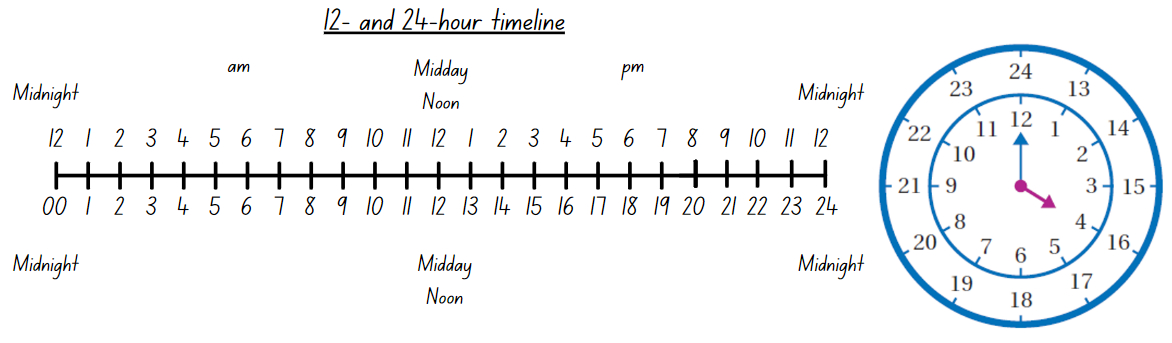 12- and 24-hour timeline
am
Midday
pm
Midnight
Noon
Midnight
12 1 2 3 4 5 6 7 8 9 10 11 12 1 2 3 4 5 6 7 8 9 10 11 12
00 1 2 3 4 5 6 7 8 9 10 11 12 13 14 15 16 17 18 19 20 21 22 23 24
Midnight
Midday
Noon
Midnight
24 13 14 15 16 17 18 19 20 21 22 23
12 1 2 3 4 5 6 7 8 9 10 11